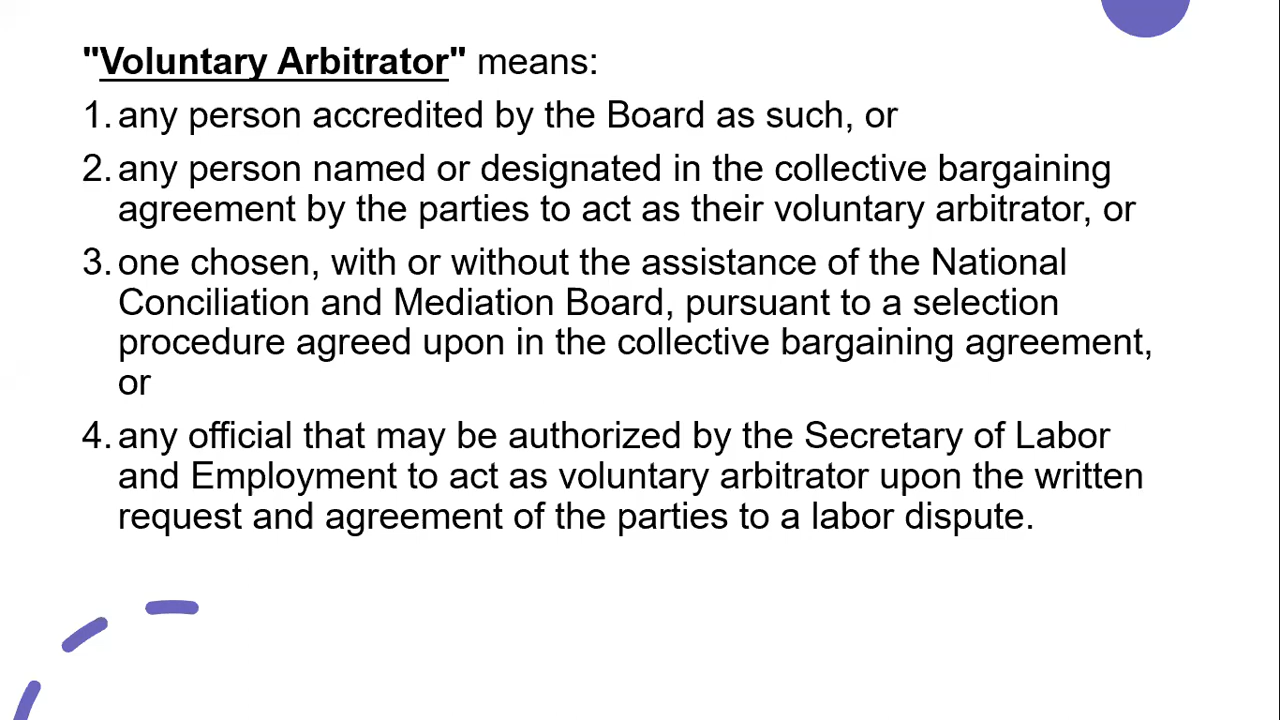 "Voluntary Arbitrator" means:
1. any person accredited by the Board as such, or
2. any person named or designated in the collective bargaining
agreement by the parties to act as their voluntary arbitrator, or
3. one chosen, with or without the assistance of the National
Conciliation and Mediation Board, pursuant to a selection
procedure agreed upon in the collective bargaining agreement,
or
4. any official that may be authorized by the Secretary of Labor
and Employment to act as voluntary arbitrator upon the written
request and agreement of the parties to a labor dispute.